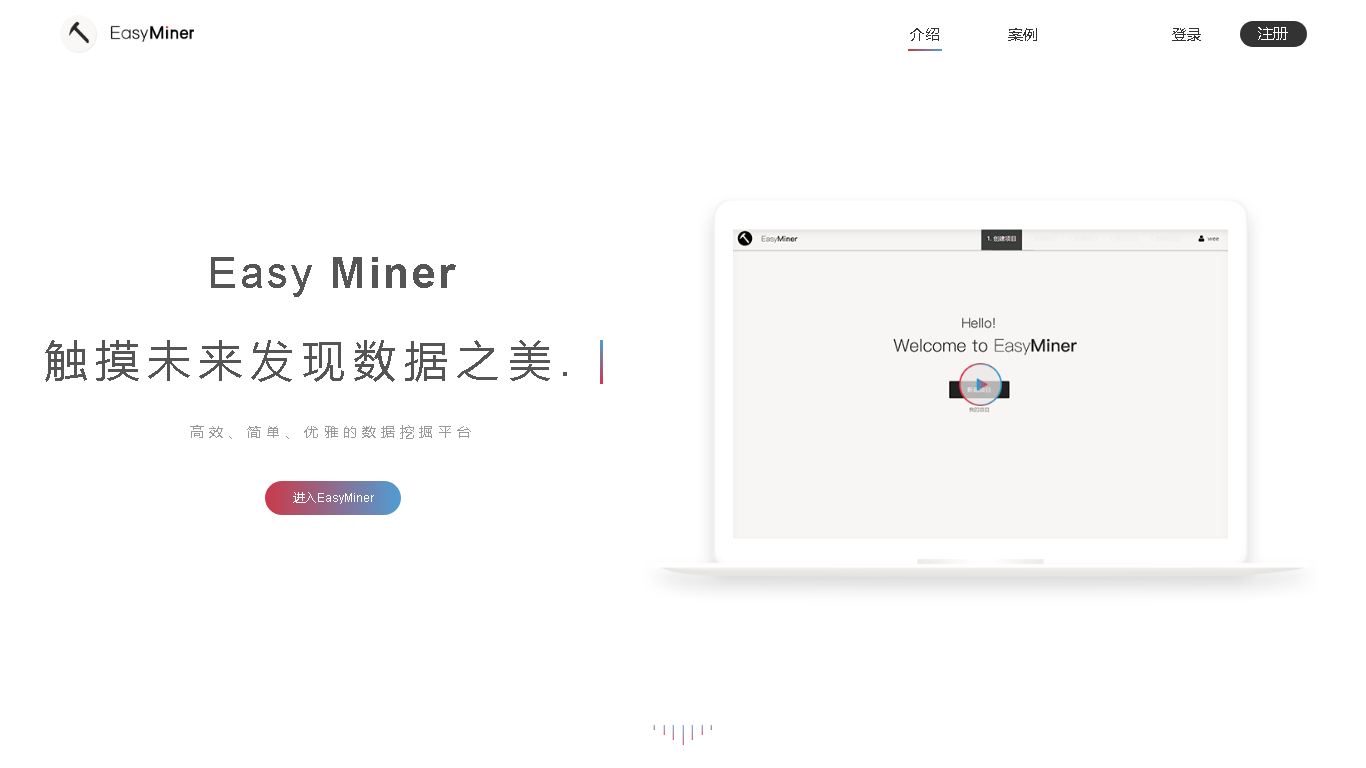 EasyMiner
介绍
案例
登录
注册
Easy Miner
触摸未来发现数据之美.
高效、简单、优雅的数据挖掘平台
进入EasyMiner
EasyMiner
1. 创建项目
wee
Hello!
Welcome to EasyMiner
我的项目